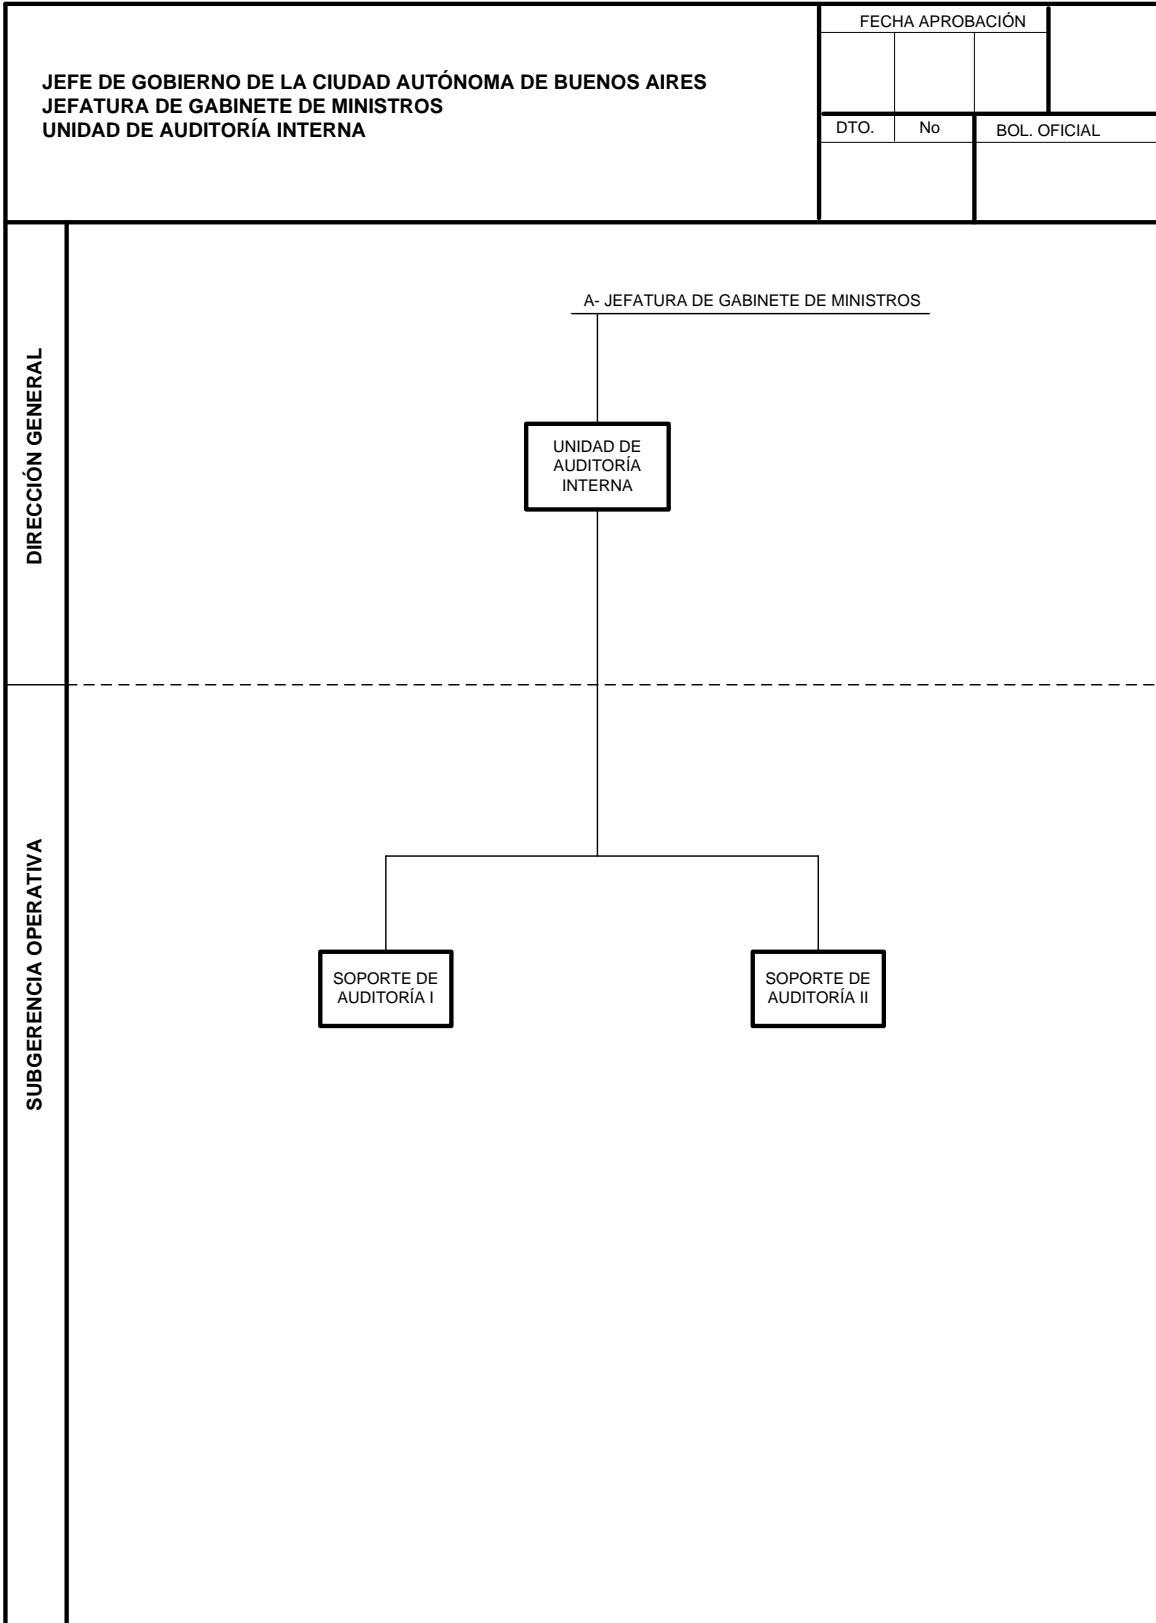 JEFE DE GOBIERNO DE LA CIUDAD AUTÓNOMA DE BUENOS AIRES
JEFATURA DE GABINETE DE MINISTROS
UNIDAD DE AUDITORÍA INTERNA
FECHA APROBACIÓN
DTO.
No
BOL. OFICIAL
DIRECCIÓN GENERAL
A- JEFATURA DE GABINETE DE MINISTROS
UNIDAD DE
AUDITORÍA
INTERNA
SUBGERENCIA OPERATIVA
SOPORTE DE
AUDITORÍA I
SOPORTE DE
AUDITORÍA II